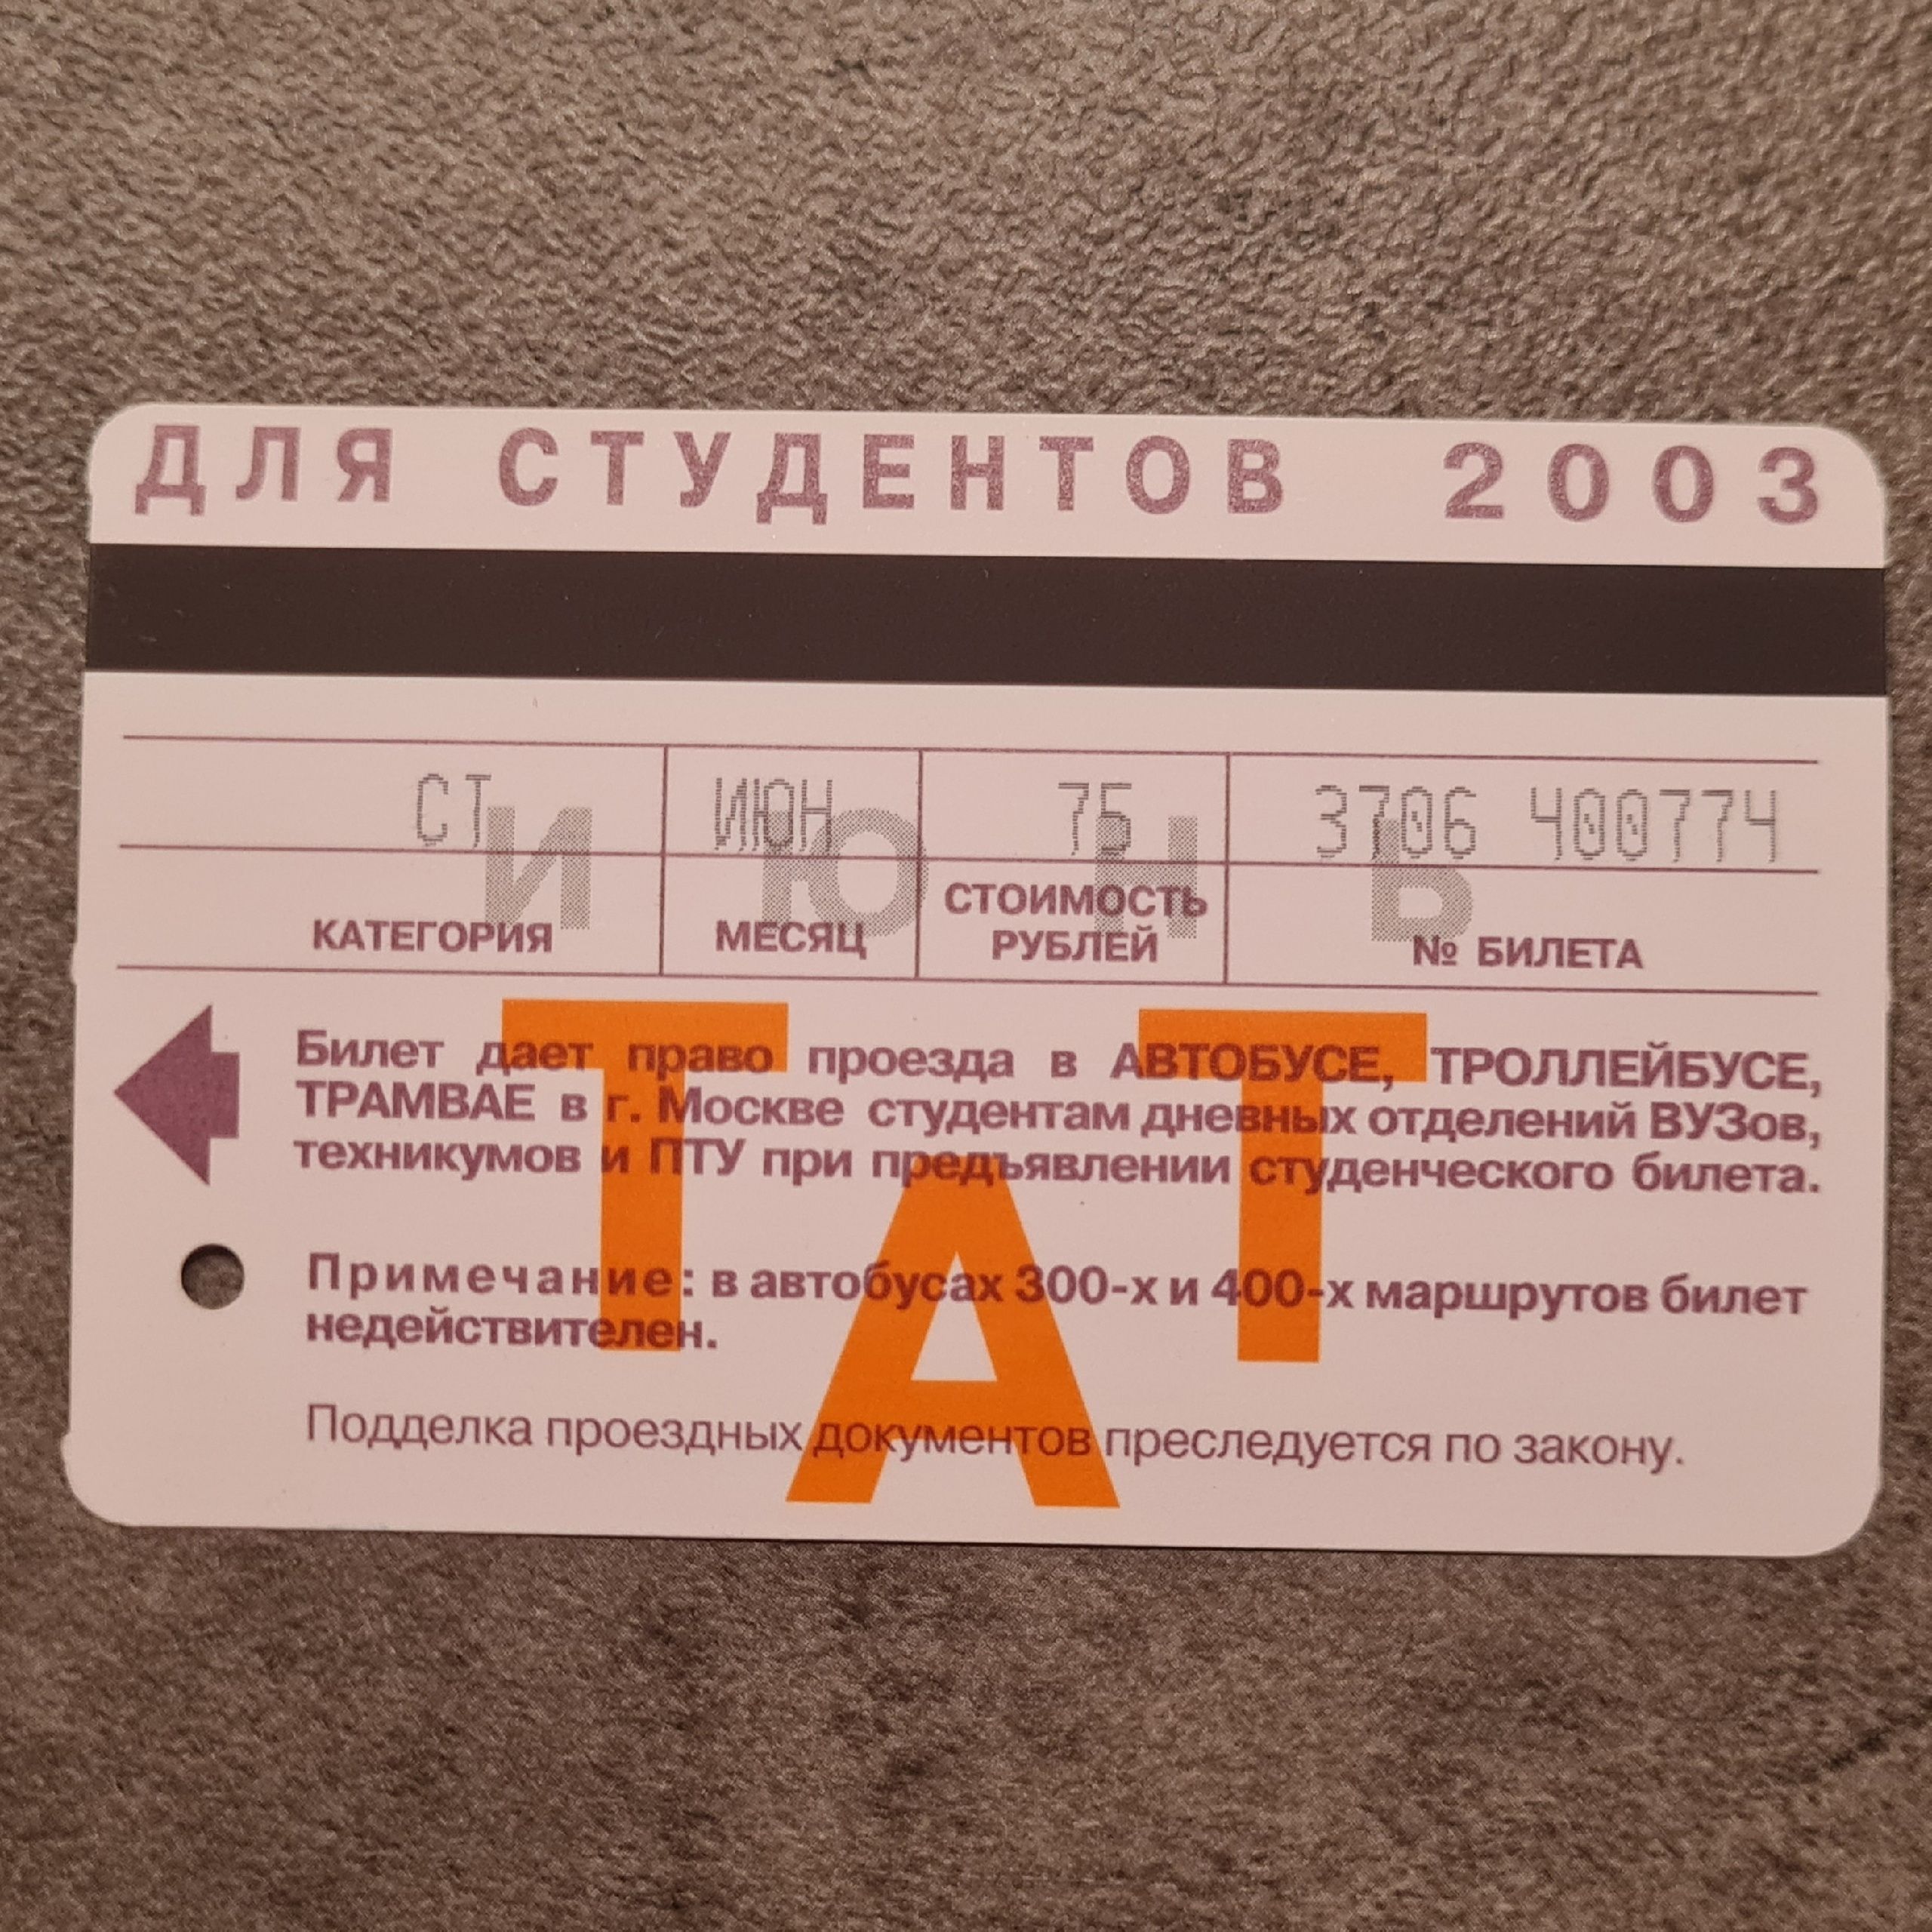 ДЛЯ СТУДЕНТОВ 2003
СТ ИЮН 75 3706 400774
ИЮНЬ
КАТЕГОРИЯ МЕСЯЦ СТОИМОСТЬ РУБЛЕЙ № БИЛЕТА
Билет дает право проезда в АВТОБУСЕ, ТРОЛЛЕЙБУСЕ,
ТРАМВАЕ в г. Москве студентам дневных отделений ВУЗов,
техникумов и ПТУ при предъявлении студенческого билета.
Примечание: в автобусах 300-х и 400-х маршрутов билет
недействителен.
Подделка проездных документов преследуется по закону.
ТАТ